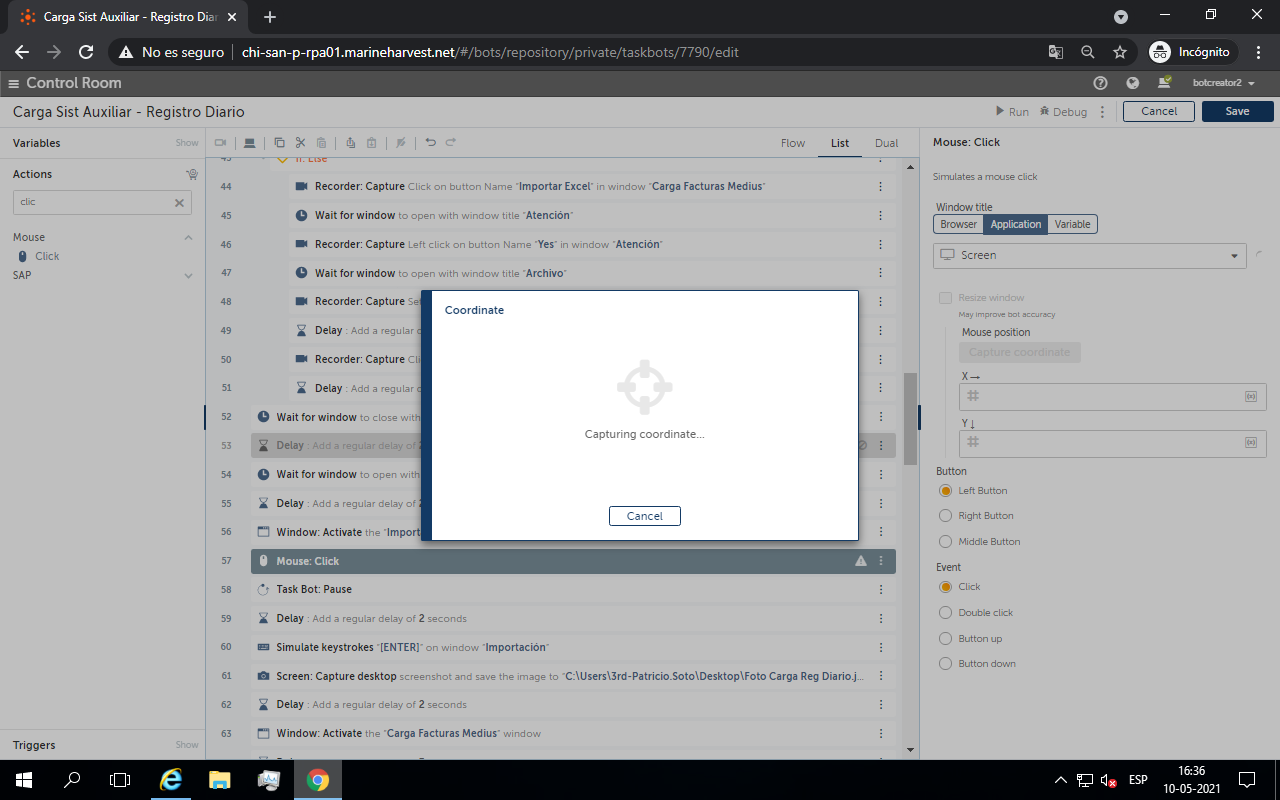 Carga Sist Auxiliar - Registro Diar
No es seguro
chi-san-p-rpa01.marineharvest.net/#/bots/repository/private/taskbots/7790/edit
Incógnito
Control Room
botcreator2
Carga Sist Auxiliar - Registro Diario
Run
Debug
Cancel
Save
Variables
Show
Actions
clic
Mouse
Click
SAP
Triggers
Show
Flow
List
Dual
If: Else
44 Recorder: Capture Click on button Name "Importar Excel" in window "Carga Facturas Medius"
45 Wait for window to open with window title "Atención"
46 Recorder: Capture Left click on button Name "Yes" in window "Atención"
47 Wait for window to open with window title "Archivo"
48 Recorder: Capture Se
49 Delay : Add a regular d
50 Recorder: Capture Cli
51 Delay : Add a regular d
52 Wait for window to close with
53 Delay : Add a regular delay of 2
54 Wait for window to open with
55 Delay : Add a regular delay of 2
56 Window: Activate the "Import
57 Mouse: Click
58 Task Bot: Pause
59 Delay : Add a regular delay of 2 seconds
60 Simulate keystrokes "[ENTER]" on window "Importación"
61 Screen: Capture desktop screenshot and save the image to "C:\Users\3rd-Patricio.Soto\Desktop\Foto Carga Reg Diario.j...
62 Delay : Add a regular delay of 2 seconds
63 Window: Activate the "Carga Facturas Medius" window
Coordinate
Capturing coordinate...
Cancel
Mouse: Click
Simulates a mouse click
Window title
Browser
Application
Variable
Screen
Resize window
May improve bot accuracy
Mouse position
Capture coordinate
X→
(x)
Y↓
(x)
Button
Left Button
Right Button
Middle Button
Event
Click
Double click
Button up
Button down
ESP
16:36
10-05-2021